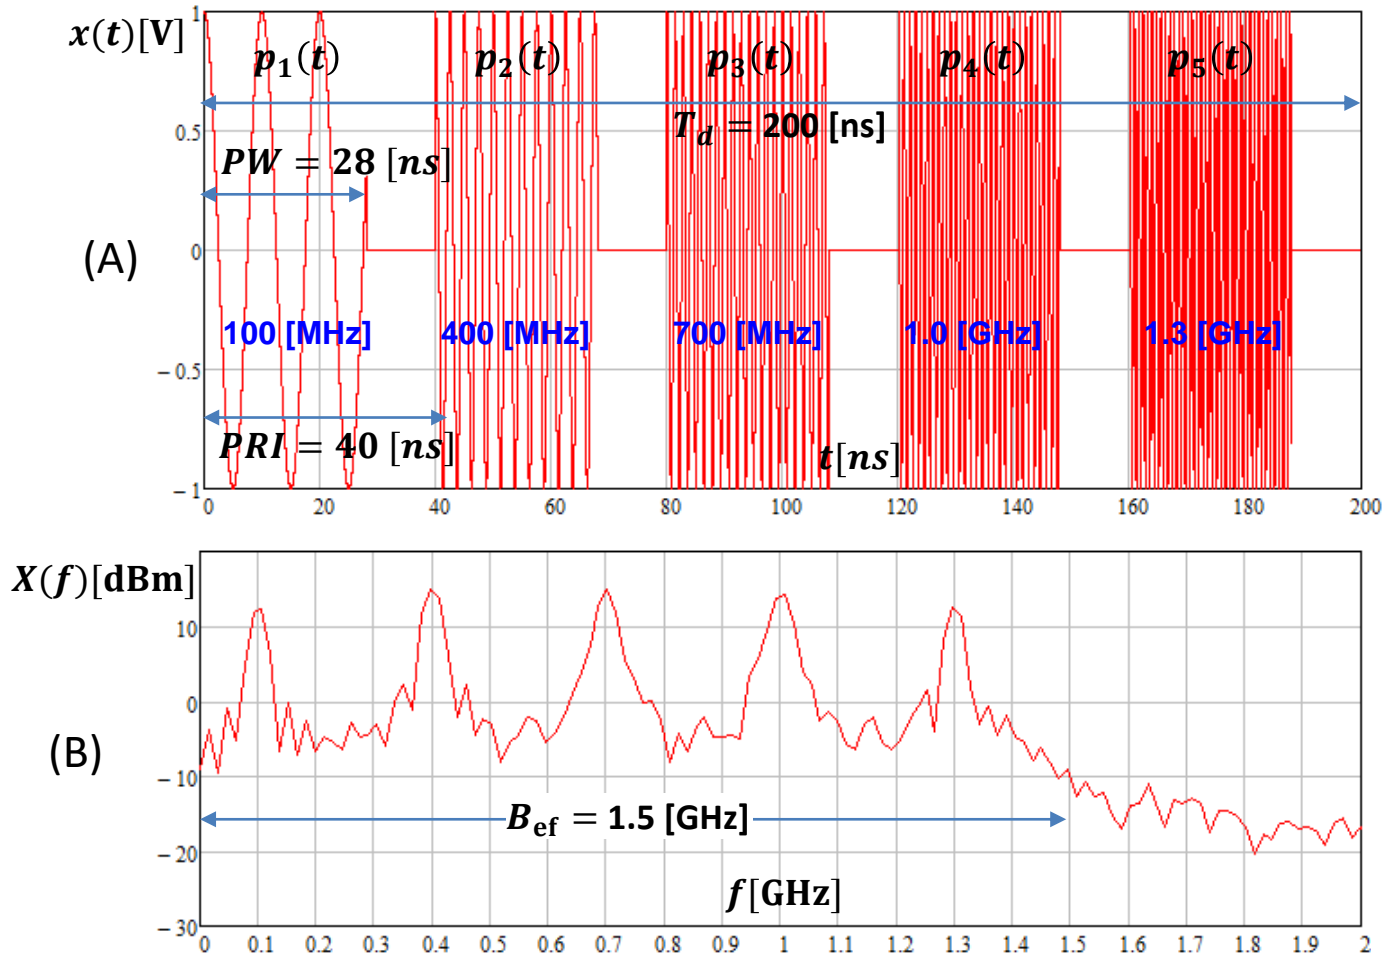 x(t)[V]
1
0.5
0
−0.5
−1
p₁(t) p₂(t) p₃(t) p₄(t) p₅(t)
T_d = 200 [ns]
PW = 28 [ns]
(A)
100 [MHz] 400 [MHz] 700 [MHz] 1.0 [GHz] 1.3 [GHz]
PRI = 40 [ns]
t[ns]
0 20 40 60 80 100 120 140 160 180 200
X(f)[dBm]
10
0
−10
−20
−30
(B)
B_ef = 1.5 [GHz]
f[GHz]
0 0.1 0.2 0.3 0.4 0.5 0.6 0.7 0.8 0.9 1 1.1 1.2 1.3 1.4 1.5 1.6 1.7 1.8 1.9 2